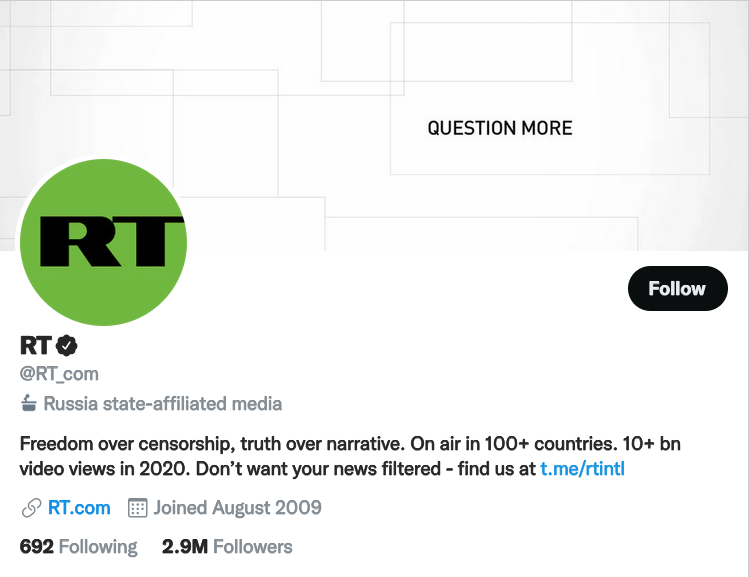 QUESTION MORE
RT
Follow
RT
@RT_com
Russia state-affiliated media
Freedom over censorship, truth over narrative. On air in 100+ countries. 10+ bn
video views in 2020. Don’t want your news filtered - find us at t.me/rtintl
RT.com Joined August 2009
692 Following 2.9M Followers